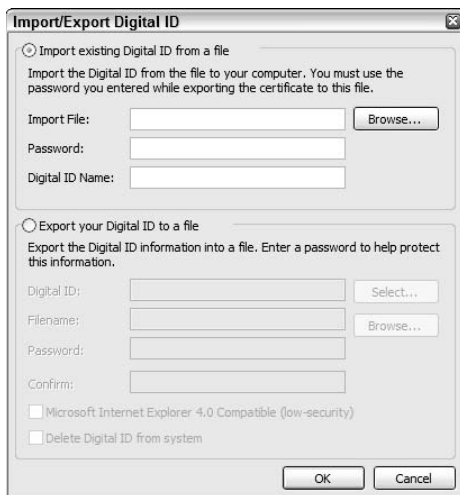 Import/Export Digital ID
Import existing Digital ID from a file
Import the Digital ID from the file to your computer. You must use the
password you entered while exporting the certificate to this file.
Import File:
Browse...
Password:
Digital ID Name:
Export your Digital ID to a file
Export the Digital ID information into a file. Enter a password to help protect
this information.
Digital ID:
Select...
Filename:
Browse...
Password:
Confirm:
Microsoft Internet Explorer 4.0 Compatible (low-security)
Delete Digital ID from system
OK
Cancel